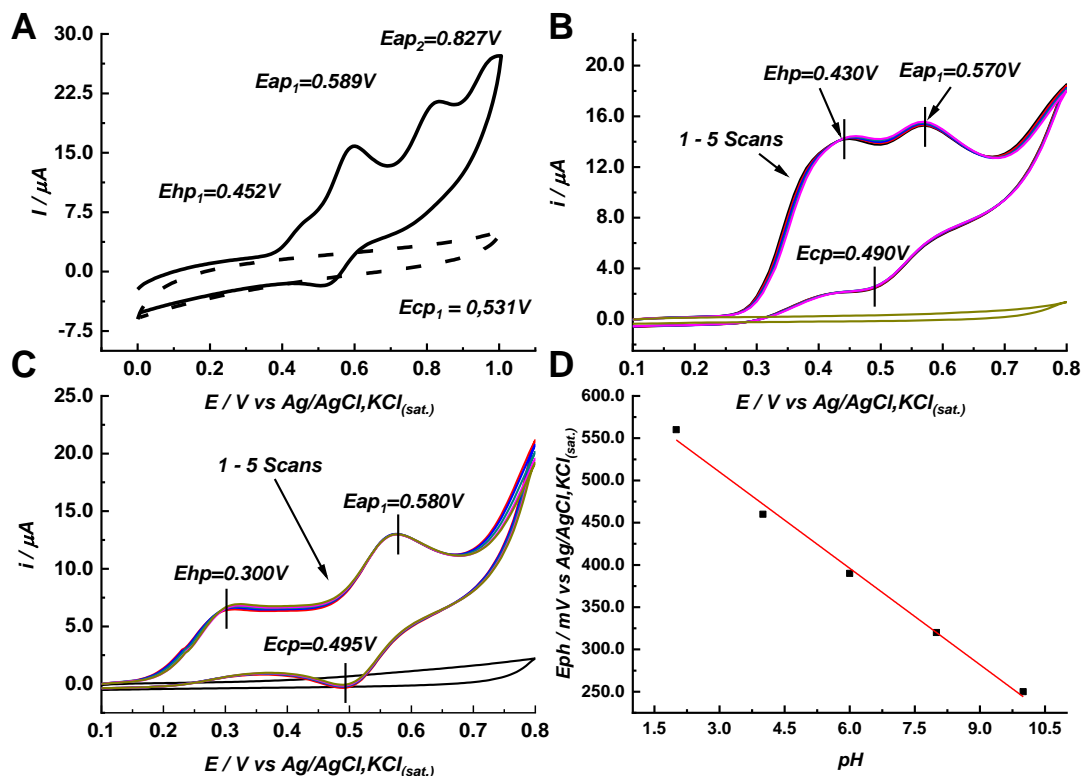 A
30.0
22.5
15.0
7.5
0.0
-7.5
I / µA
Eap2=0.827V
Eap1=0.589V
Ehp1=0.452V
Ecp1 = 0,531V
0.0 0.2 0.4 0.6 0.8 1.0
E / V vs Ag/AgCl,KCl(sat.)
B
20.0
16.0
12.0
8.0
4.0
0.0
i / µA
Ehp=0.430V
Eap1=0.570V
1 - 5 Scans
Ecp=0.490V
0.1 0.2 0.3 0.4 0.5 0.6 0.7 0.8
E / V vs Ag/AgCl,KCl(sat.)
C
25.0
20.0
15.0
10.0
5.0
0.0
i / µA
1 - 5 Scans
Eap1=0.580V
Ehp=0.300V
Ecp=0.495V
0.1 0.2 0.3 0.4 0.5 0.6 0.7 0.8
E / V vs Ag/AgCl,KCl(sat.)
D
600.0
550.0
500.0
450.0
400.0
350.0
300.0
250.0
Eph / mV vs Ag/AgCl,KCl(sat.)
1.5 3.0 4.5 6.0 7.5 9.0 10.5
pH